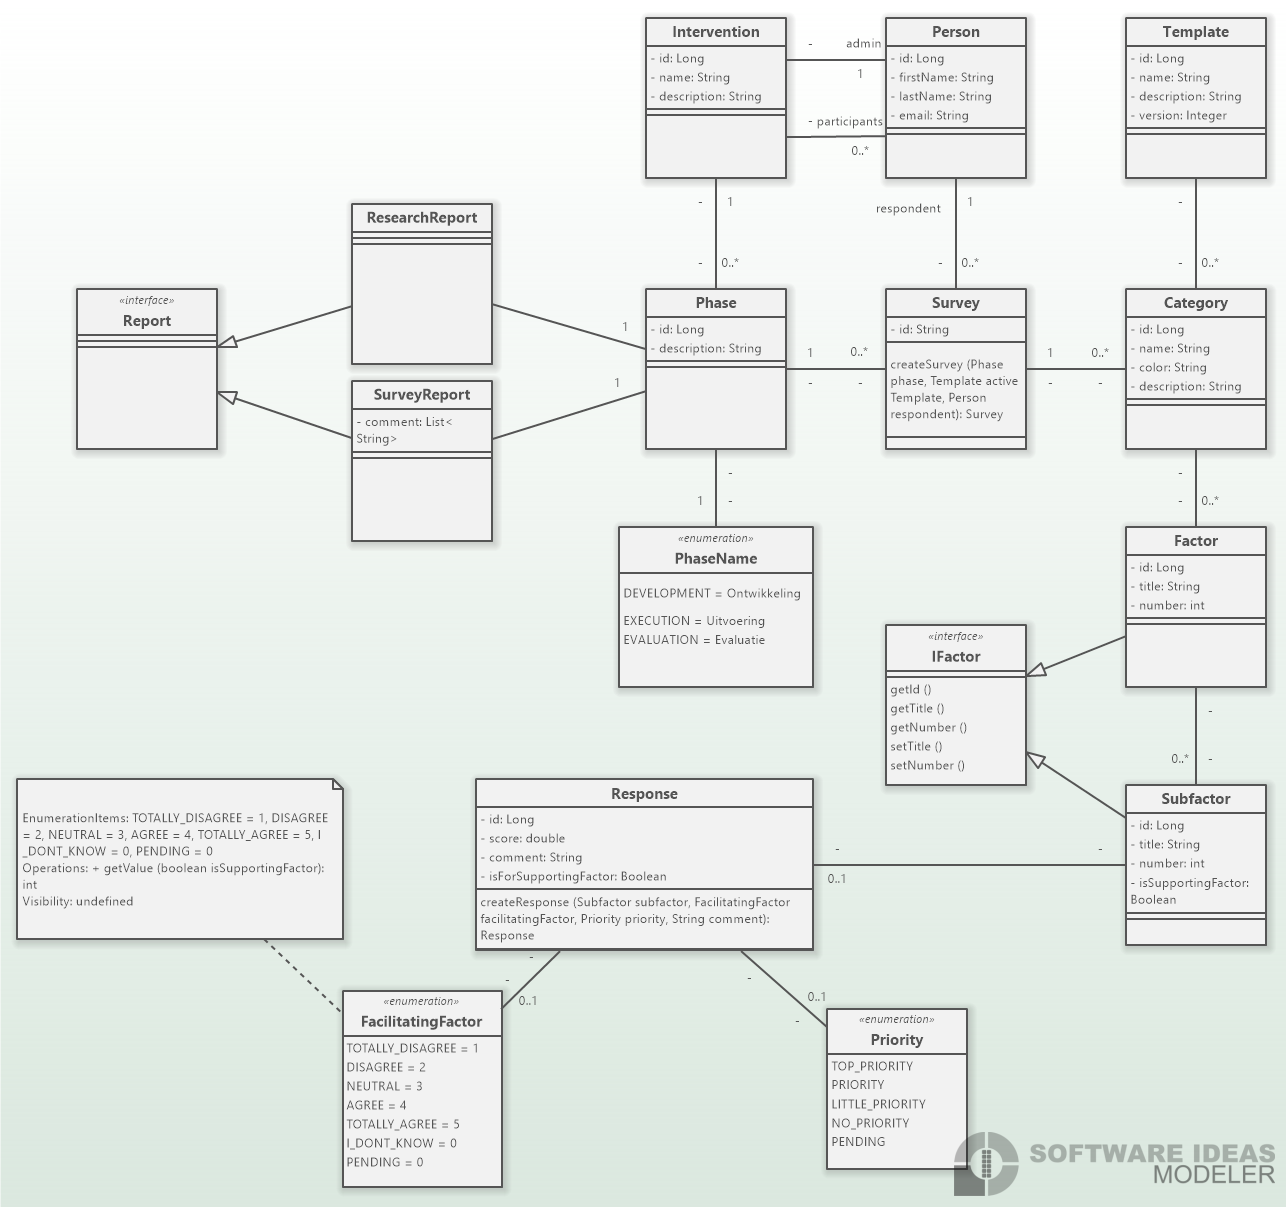 Intervention
- id: Long
- name: String
- description: String
- admin
1
- participants
0..*
Person
- id: Long
- firstName: String
- lastName: String
- email: String
Template
- id: Long
- name: String
- description: String
- version: Integer
- 1
- 0..*
respondent 1
- 0..*
-
- 0..*
ResearchReport
«interface»
Report
SurveyReport
- comment: List<
String>
1
1
Phase
- id: Long
- description: String
1 0..*
- -
Survey
- id: String
createSurvey (Phase
phase, Template active
Template, Person
respondent): Survey
1 0..*
- -
Category
- id: Long
- name: String
- color: String
- description: String
-
1 -
-
- 0..*
«enumeration»
PhaseName
DEVELOPMENT = Ontwikkeling
EXECUTION = Uitvoering
EVALUATION = Evaluatie
Factor
- id: Long
- title: String
- number: int
«interface»
IFactor
getId ()
getTitle ()
getNumber ()
setTitle ()
setNumber ()
-
0..* -
Subfactor
- id: Long
- title: String
- number: int
- isSupportingFactor:
Boolean
EnumerationItems: TOTALLY_DISAGREE = 1, DISAGREE
= 2, NEUTRAL = 3, AGREE = 4, TOTALLY_AGREE = 5, I
_DONT_KNOW = 0, PENDING = 0
Operations: + getValue (boolean isSupportingFactor):
int
Visibility: undefined
Response
- id: Long
- score: double
- comment: String
- isForSupportingFactor: Boolean
createResponse (Subfactor subfactor, FacilitatingFactor
facilitatingFactor, Priority priority, String comment):
Response
- -
0..1
-
- 0..1
-
0..1
-
«enumeration»
FacilitatingFactor
TOTALLY_DISAGREE = 1
DISAGREE = 2
NEUTRAL = 3
AGREE = 4
TOTALLY_AGREE = 5
I_DONT_KNOW = 0
PENDING = 0
«enumeration»
Priority
TOP_PRIORITY
PRIORITY
LITTLE_PRIORITY
NO_PRIORITY
PENDING
SOFTWARE IDEAS
MODELER